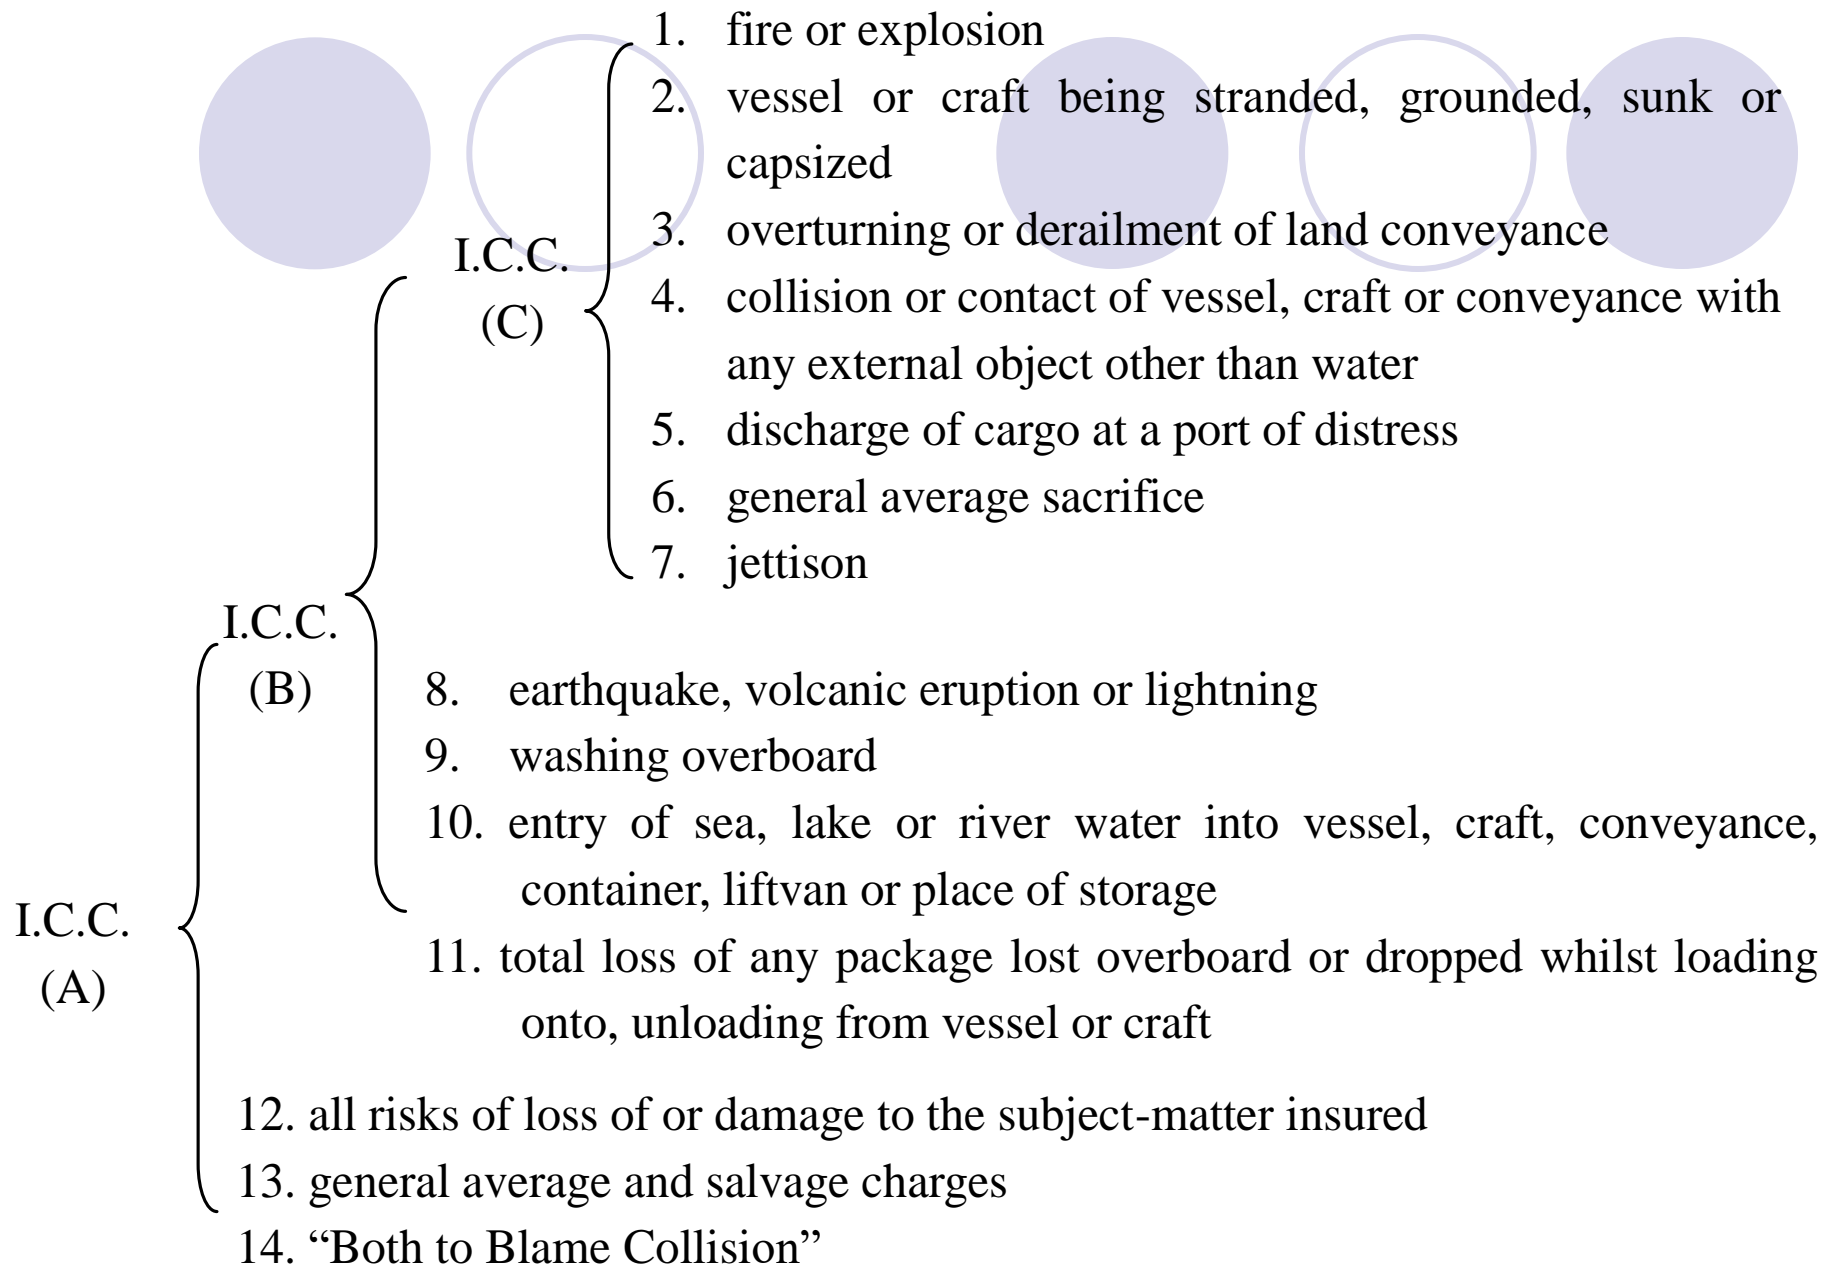 1. fire or explosion
2. vessel or craft being stranded, grounded, sunk or
capsized
3. overturning or derailment of land conveyance
I.C.C.
(C)
4. collision or contact of vessel, craft or conveyance with
any external object other than water
5. discharge of cargo at a port of distress
6. general average sacrifice
7. jettison
I.C.C.
(B)
8. earthquake, volcanic eruption or lightning
9. washing overboard
10. entry of sea, lake or river water into vessel, craft, conveyance,
container, liftvan or place of storage
I.C.C.
(A)
11. total loss of any package lost overboard or dropped whilst loading
onto, unloading from vessel or craft
12. all risks of loss of or damage to the subject-matter insured
13. general average and salvage charges
14. “Both to Blame Collision”